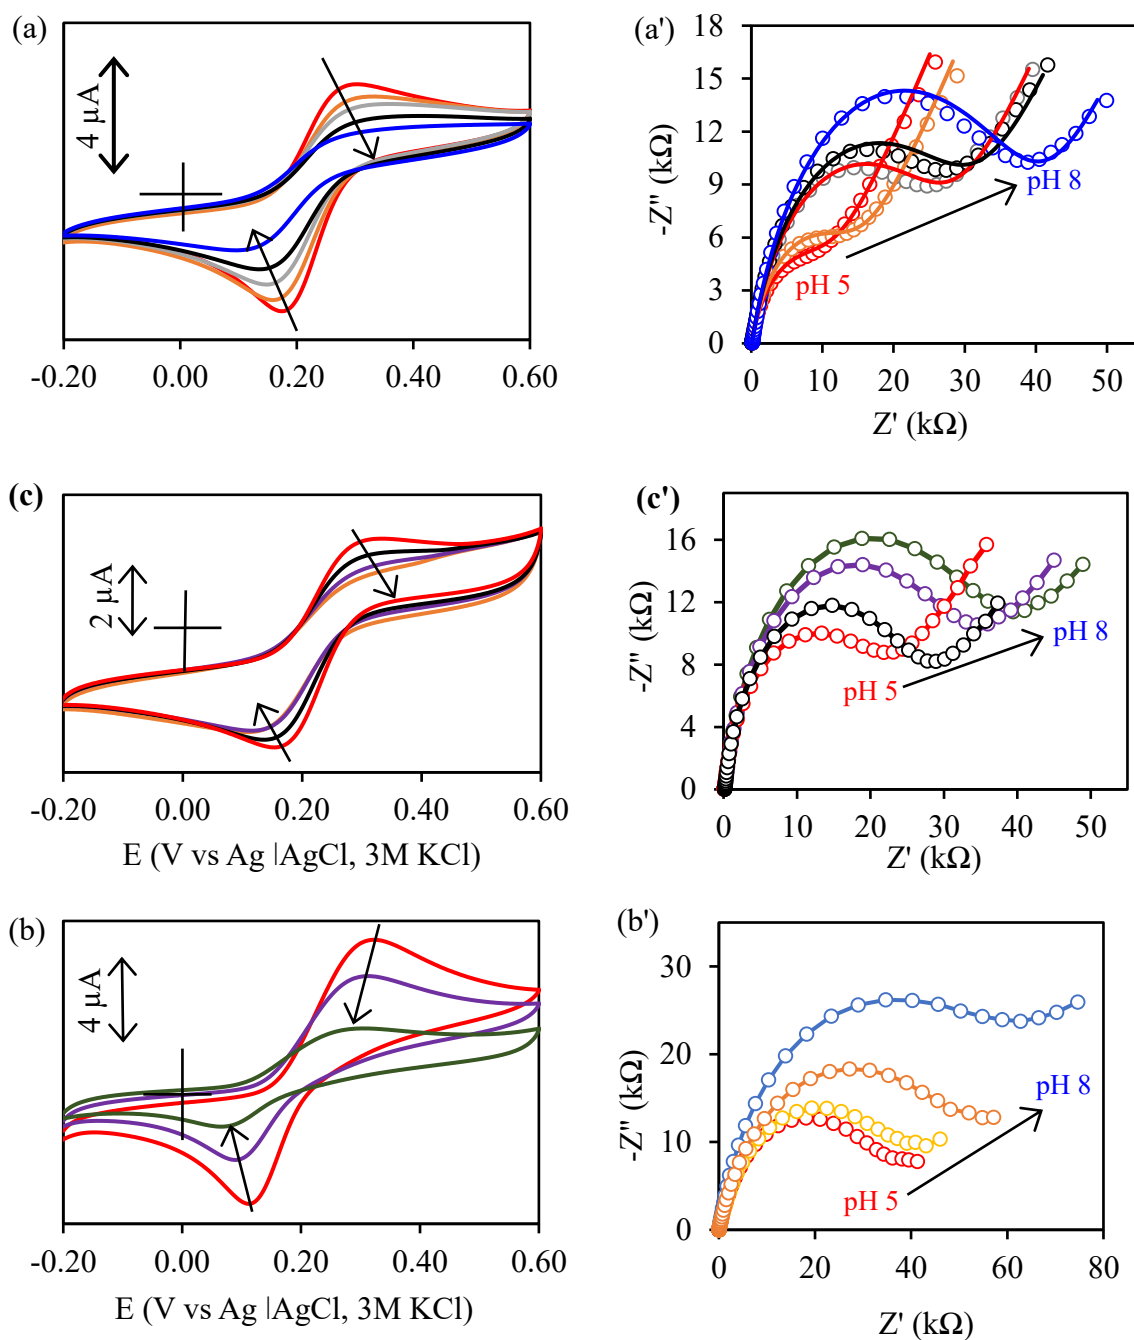 (a)
4 μA
-0.20 0.00 0.20 0.40 0.60
(a')
-Z" (kΩ)
18
15
12
9
6
3
0
pH 8
pH 5
0 10 20 30 40 50
Z' (kΩ)
(c)
2 μA
-0.20 0.00 0.20 0.40 0.60
E (V vs Ag |AgCl, 3M KCl)
(c')
-Z" (kΩ)
16
12
8
4
0
pH 8
pH 5
0 10 20 30 40 50
Z' (kΩ)
(b)
4 μA
-0.20 0.00 0.20 0.40 0.60
E (V vs Ag |AgCl, 3M KCl)
(b')
-Z" (kΩ)
30
20
10
0
pH 8
pH 5
0 20 40 60 80
Z' (kΩ)